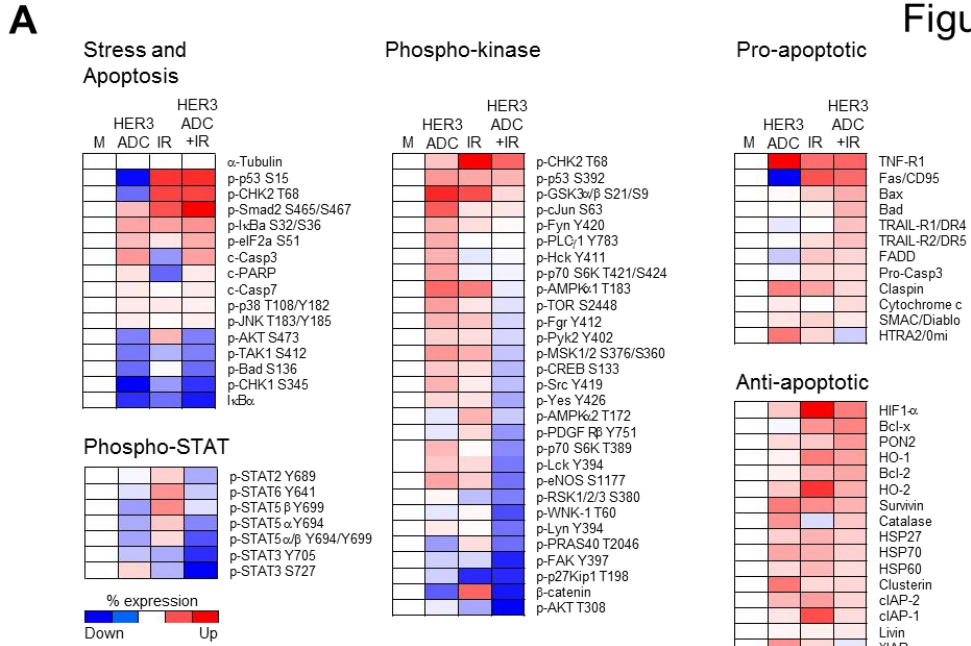 A
Figu
Stress and
Apoptosis
M
HER3
ADC
IR
HER3
ADC
+IR
α-Tubulin
p-p53 S15
p-CHK2 T68
p-Smad2 S465/S467
p-IκBa S32/S36
p-eIF2a S51
c-Casp3
c-PARP
c-Casp7
p-p38 T108/Y182
p-JNK T183/Y185
p-AKT S473
p-TAK1 S412
p-Bad S136
p-CHK1 S345
IκBα
Phospho-STAT
p-STAT2 Y689
p-STAT6 Y641
p-STAT5 β Y699
p-STAT5 α Y694
p-STAT5α/β Y694/Y699
p-STAT3 Y705
p-STAT3 S727
% expression
Down
Up
Phospho-kinase
M
HER3
ADC
IR
HER3
ADC
+IR
p-CHK2 T68
p-p53 S392
p-GSK3α/β S21/S9
p-cJun S63
p-Fyn Y420
p-PLCγ1 Y783
p-Hck Y411
p-p70 S6K T421/S424
p-AMPKα1 T183
p-TOR S2448
p-Fgr Y412
p-Pyk2 Y402
p-MSK1/2 S376/S360
p-CREB S133
p-Src Y419
p-Yes Y426
p-AMPKα2 T172
p-PDGF Rβ Y751
p-p70 S6K T389
p-Lck Y394
p-eNOS S1177
p-RSK1/2/3 S380
p-WNK-1 T60
p-Lyn Y394
p-PRAS40 T2046
p-FAK Y397
p-p27Kip1 T198
β-catenin
p-AKT T308
Pro-apoptotic
M
HER3
ADC
IR
HER3
ADC
+IR
TNF-R1
Fas/CD95
Bax
Bad
TRAIL-R1/DR4
TRAIL-R2/DR5
FADD
Pro-Casp3
Claspin
Cytochrome c
SMAC/Diablo
HTRA2/0mi
Anti-apoptotic
HIF1-α
Bcl-x
PON2
HO-1
Bcl-2
HO-2
Survivin
Catalase
HSP27
HSP70
HSP60
Clusterin
cIAP-2
cIAP-1
Livin